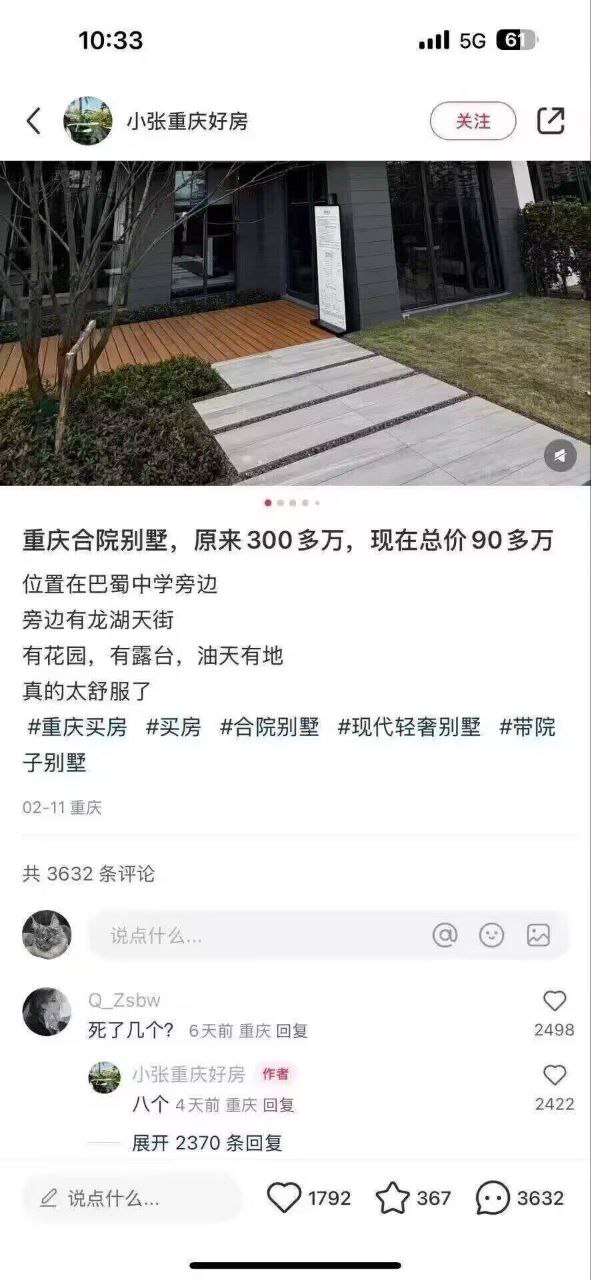 10:33
5G
61
小张重庆好房
关注
重庆合院别墅，原来300多万，现在总价90多万
位置在巴蜀中学旁边
旁边有龙湖天街
有花园，有露台，油天有地
真的太舒服了
#重庆买房 #买房 #合院别墅 #现代轻奢别墅 #带院
子别墅
02-11 重庆
共 3632 条评论
说点什么...
Q_Zsbw
死了几个？ 6天前 重庆 回复
2498
小张重庆好房 作者
八个 4天前 重庆 回复
2422
展开 2370 条回复
说点什么...
1792
367
3632